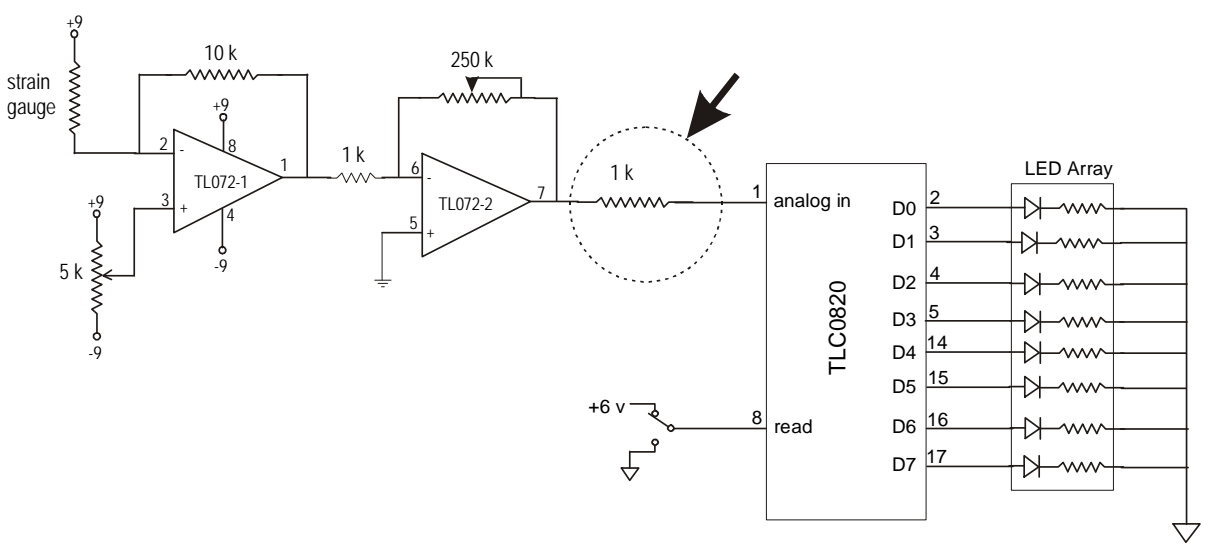 +9
strain
gauge
10 k
+9
2
-
8
1
TL072-1
3
+
4
-9
+9
5 k
-9
1 k
250 k
6
-
7
TL072-2
5
+
1 k
1
analog in
TLC0820
+6 v
8
read
D0
2
D1
3
D2
4
D3
5
D4
14
D5
15
D6
16
D7
17
LED Array